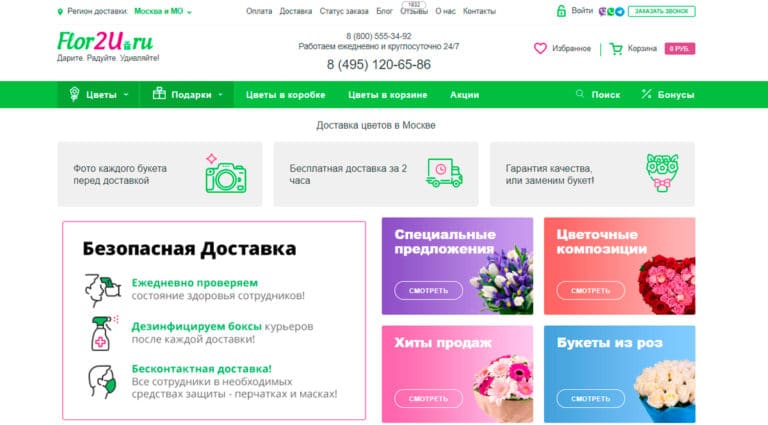 Регион доставки: Москва и МО
Оплата Доставка Статус заказа Блог Отзывы О нас Контакты
1932
Войти
ЗАКАЗАТЬ ЗВОНОК
Flor2U.ru
Дарите. Радуйте. Удивляйте!
8 (800) 555-34-92
Работаем ежедневно и круглосуточно 24/7
8 (495) 120-65-86
Избранное
Корзина
0 РУБ.
Цветы Подарки Цветы в коробке Цветы в корзине Акции Поиск Бонусы
Доставка цветов в Москве
Фото каждого букета
перед доставкой
Бесплатная доставка за 2
часа
Гарантия качества,
или заменим букет!
Безопасная Доставка
Ежедневно проверяем
состояние здоровья сотрудников!
Дезинфицируем боксы курьеров
после каждой доставки!
Бесконтактная доставка!
Все сотрудники в необходимых
средствах защиты - перчатках и масках!
Специальные
предложения
СМОТРЕТЬ
Цветочные
композиции
СМОТРЕТЬ
Хиты продаж
СМОТРЕТЬ
Букеты из роз
СМОТРЕТЬ